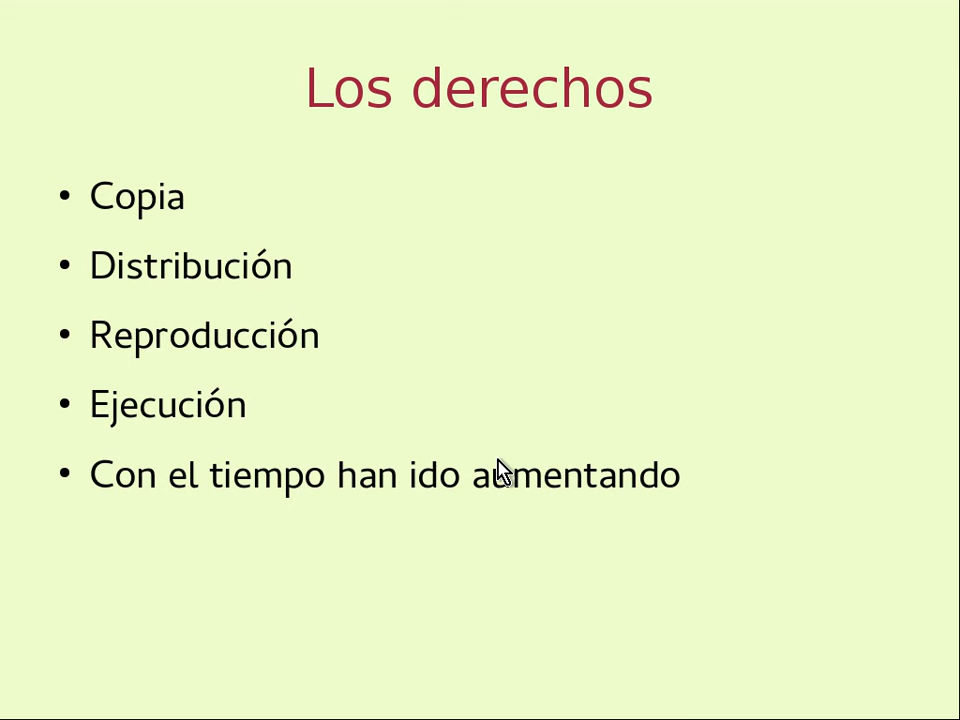 Los derechos
• Copia
• Distribución
• Reproducción
• Ejecución
• Con el tiempo han ido aumentando